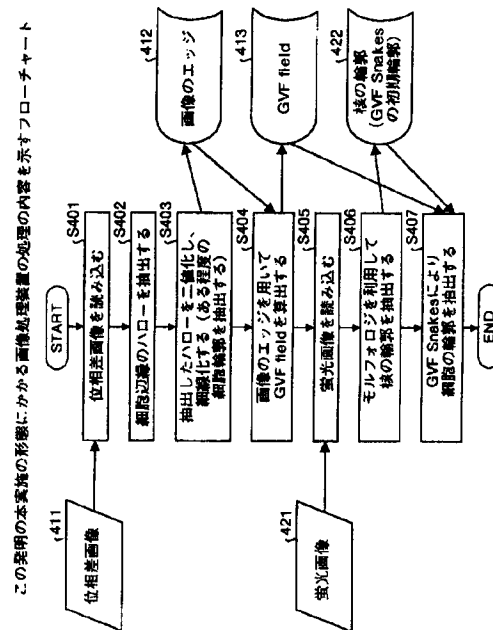 この発明の本実施の形態にかかる画像処理装置の処理の内容を示すフローチャート
START
411
位相差画像
S401
位相差画像を読み込む
S402
細胞辺縁のハローを抽出する
S403
抽出したハローを二値化し、
細線化する（ある程度の
細胞輪郭を抽出する）
412
画像のエッジ
S404
画像のエッジを用いて
GVF fieldを算出する
413
GVF field
421
蛍光画像
S405
蛍光画像を読み込む
S406
モルフォロジを利用して
核の輪郭を抽出する
422
核の輪郭
(GVF Snakes
の初期輪郭)
S407
GVF Snakesにより
細胞の輪郭を抽出する
END